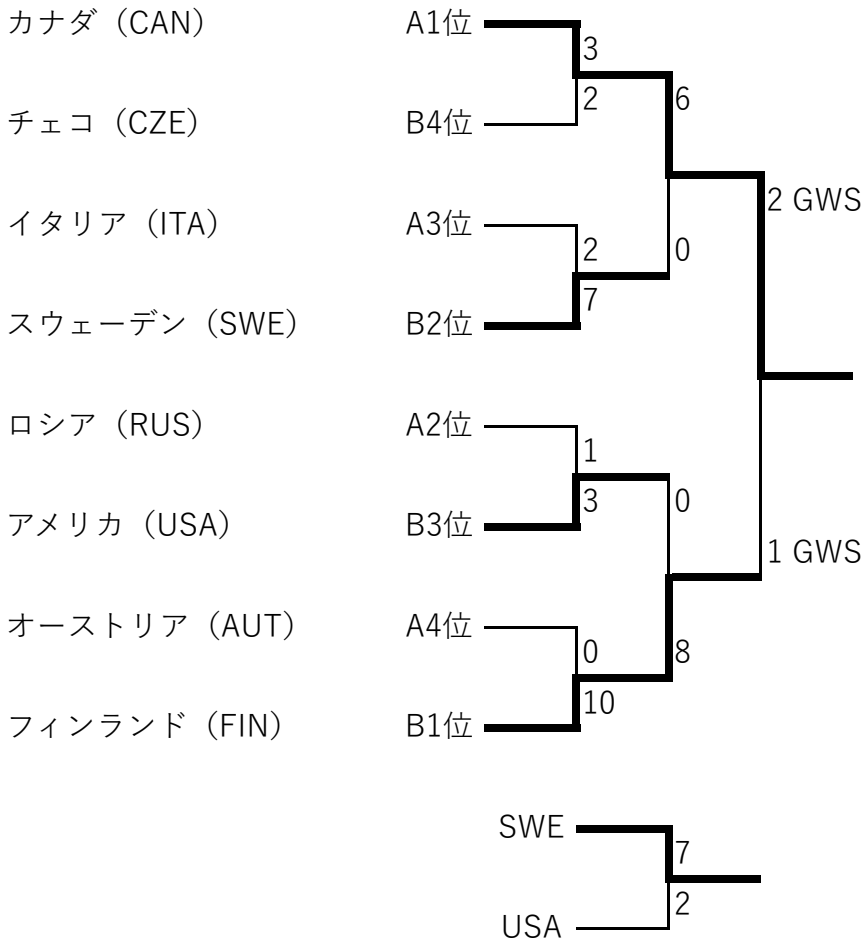 カナダ（CAN） A1位
3
2
6
チェコ（CZE） B4位
2 GWS
イタリア（ITA） A3位
2
0
7
スウェーデン（SWE） B2位
ロシア（RUS） A2位
1
3
0
アメリカ（USA） B3位
1 GWS
オーストリア（AUT） A4位
0
8
10
フィンランド（FIN） B1位
SWE
7
2
USA